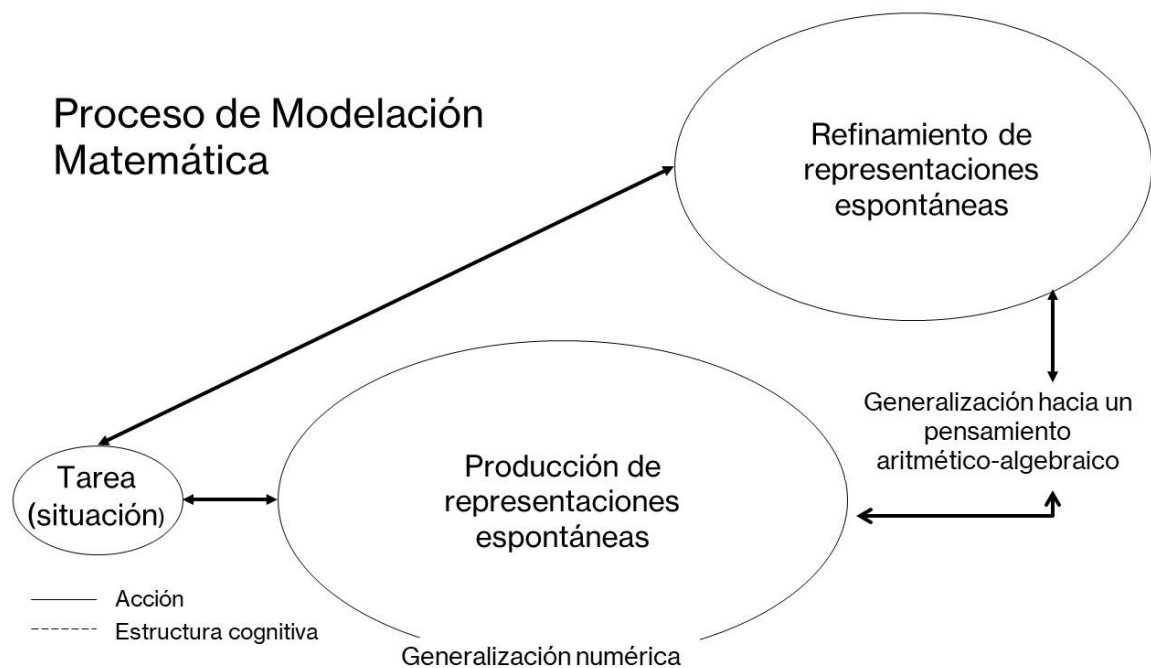 Proceso de Modelación
Matemática
Refinamiento de
representaciones
espontáneas
Generalización hacia un
pensamiento
aritmético-algebraico
Tarea
(situación)
Producción de
representaciones
espontáneas
Acción
Estructura cognitiva
Generalización numérica